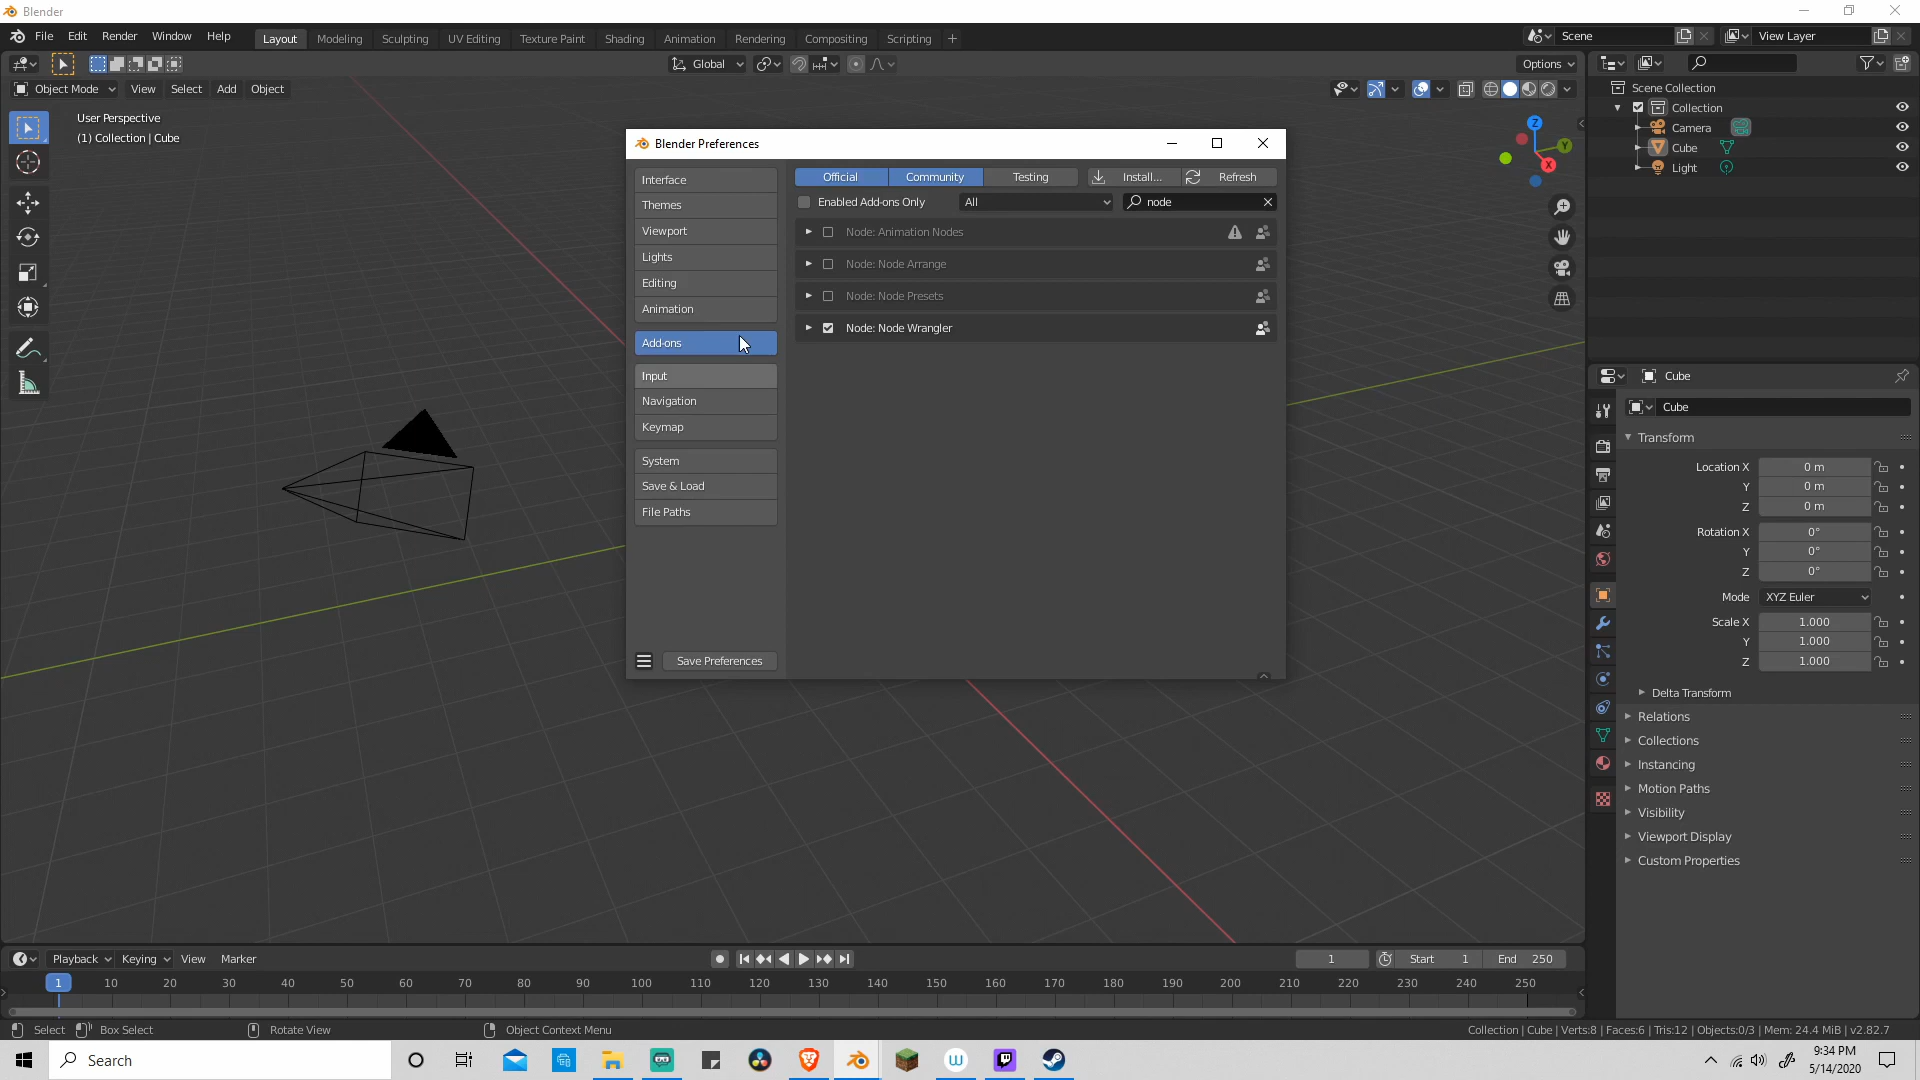 Blender
File Edit Render Window Help
Layout Modeling Sculpting UV Editing Texture Paint Shading Animation Rendering Compositing Scripting +
Scene View Layer
Global Options
Object Mode View Select Add Object
User Perspective
(1) Collection | Cube
Z
Y
X
Scene Collection
Collection
Camera
Cube
Light
Blender Preferences
Interface
Themes
Viewport
Lights
Editing
Animation
Add-ons
Input
Navigation
Keymap
System
Save & Load
File Paths
Save Preferences
Official Community Testing Install... Refresh
Enabled Add-ons Only All node
Node: Animation Nodes
Node: Node Arrange
Node: Node Presets
Node: Node Wrangler
Cube
Cube
Transform
Location X 0 m
Y 0 m
Z 0 m
Rotation X 0°
Y 0°
Z 0°
Mode XYZ Euler
Scale X 1.000
Y 1.000
Z 1.000
Delta Transform
Relations
Collections
Instancing
Motion Paths
Visibility
Viewport Display
Custom Properties
Playback Keying View Marker
1 Start 1 End 250
1 10 20 30 40 50 60 70 80 90 100 110 120 130 140 150 160 170 180 190 200 210 220 230 240 250
Select Box Select Rotate View Object Context Menu
Collection | Cube | Verts:8 | Faces:6 | Tris:12 | Objects:0/3 | Mem: 24.4 MiB | v2.82.7
Search
9:34 PM
5/14/2020